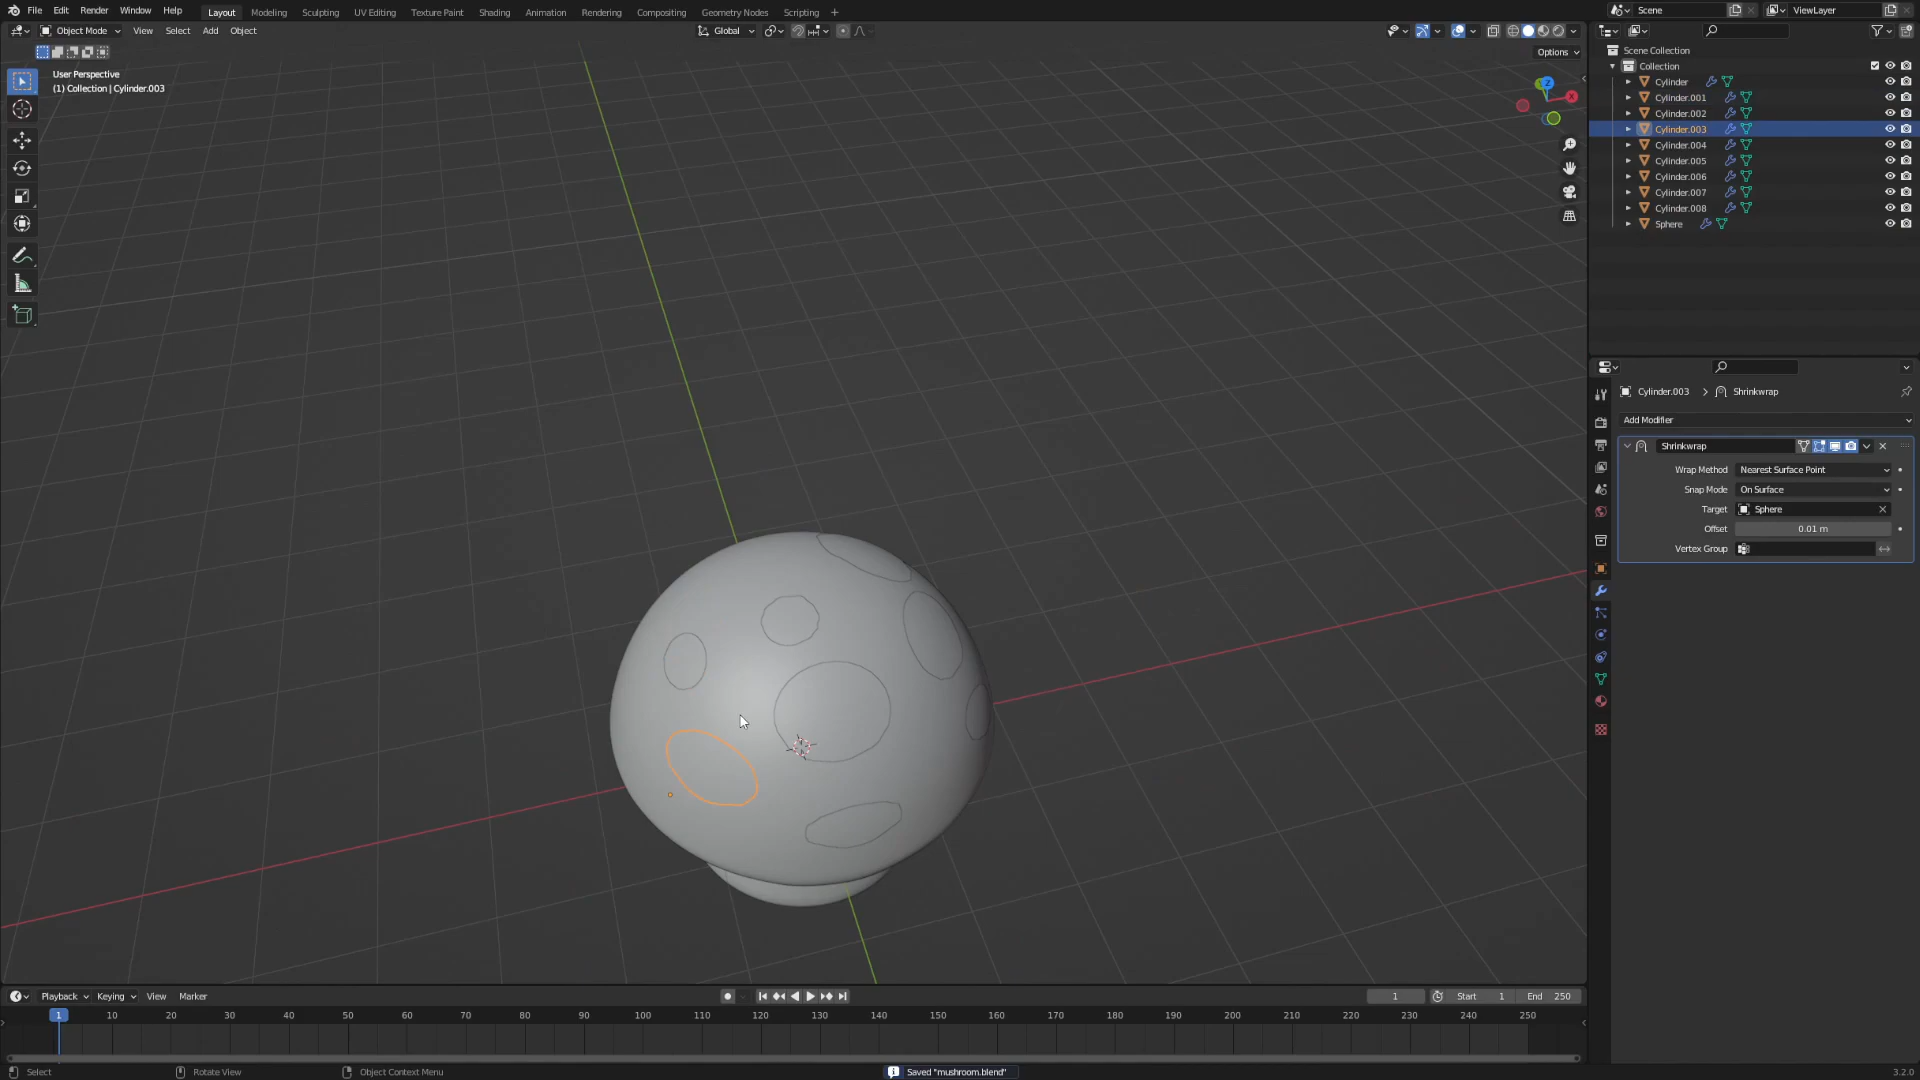 File Edit Render Window Help Layout Modeling Sculpting UV Editing Texture Paint Shading Animation Rendering Compositing Geometry Nodes Scripting + Scene ViewLayer
Object Mode View Select Add Object Global
Options
User Perspective
(1) Collection | Cylinder.003
Z
X
Scene Collection
Collection
Cylinder
Cylinder.001
Cylinder.002
Cylinder.003
Cylinder.004
Cylinder.005
Cylinder.006
Cylinder.007
Cylinder.008
Sphere
Cylinder.003 > Shrinkwrap
Add Modifier
Shrinkwrap
Wrap Method Nearest Surface Point
Snap Mode On Surface
Target Sphere
Offset 0.01 m
Vertex Group
Playback Keying View Marker 1 Start 1 End 250
1 10 20 30 40 50 60 70 80 90 100 110 120 130 140 150 160 170 180 190 200 210 220 230 240 250
Select Rotate View Object Context Menu Saved "mushroom.blend" 3.2.0